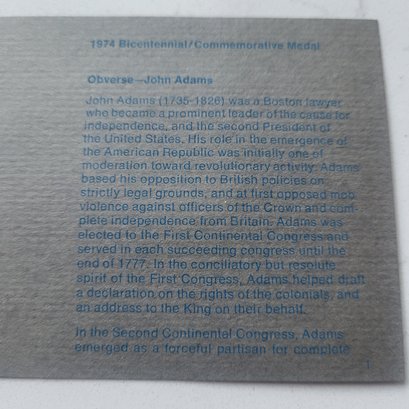 1974 Bicentennial/Commemorative Medal
Obverse—John Adams
John Adams (1735-1826) was a Boston lawyer
who became a prominent leader of the cause for
independence, and the second President of
the United States. His role in the emergence of
the American Republic was initially one of
moderation toward revolutionary activity. Adams
based his opposition to British policies on
strictly legal grounds, and at first opposed mob
violence against officers of the Crown and com-
plete independence from Britain. Adams was
elected to the First Continental Congress and
served in each succeeding congress until the
end of 1777. In the conciliatory but resolute
spirit of the First Congress, Adams helped draft
a declaration on the rights of the colonials, and
an address to the King on their behalf.
In the Second Continental Congress, Adams
emerged as a forceful partisan for complete
1